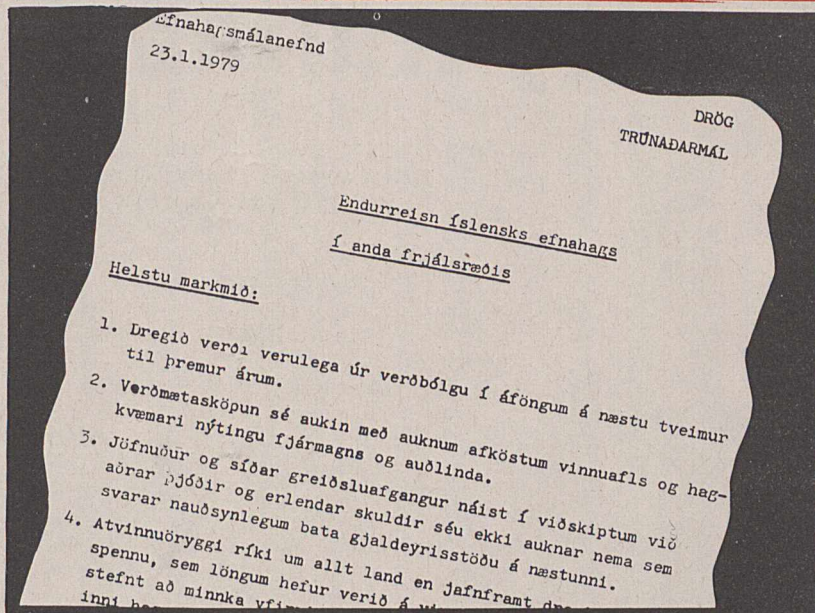 Efnahagsmálanefnd
23.1.1979
DRÖG
TRÚNAÐARMÁL
Endurreisn íslensks efnahags
í anda frjálsræðis
Helstu markmið:
1. Dregið verði verulega úr verðbólgu í áföngum á næstu tveimur
til þremur árum.
2. Verðmætasköpun sé aukin með auknum afköstum vinnuafls og hag-
kvæmari nýtingu fjármagns og auðlinda.
3. Jöfnuður og síðar greiðsluafgangur náist í viðskiptum við
aðrar þjóðir og erlendar skuldir séu ekki auknar nema sem
svarar nauðsynlegum bata gjaldeyrisstöðu á næstunni.
4. Atvinnuöryggi ríki um allt land en jafnframt
spennu, sem löngum hefur verið á
stefnt að minnka
inni